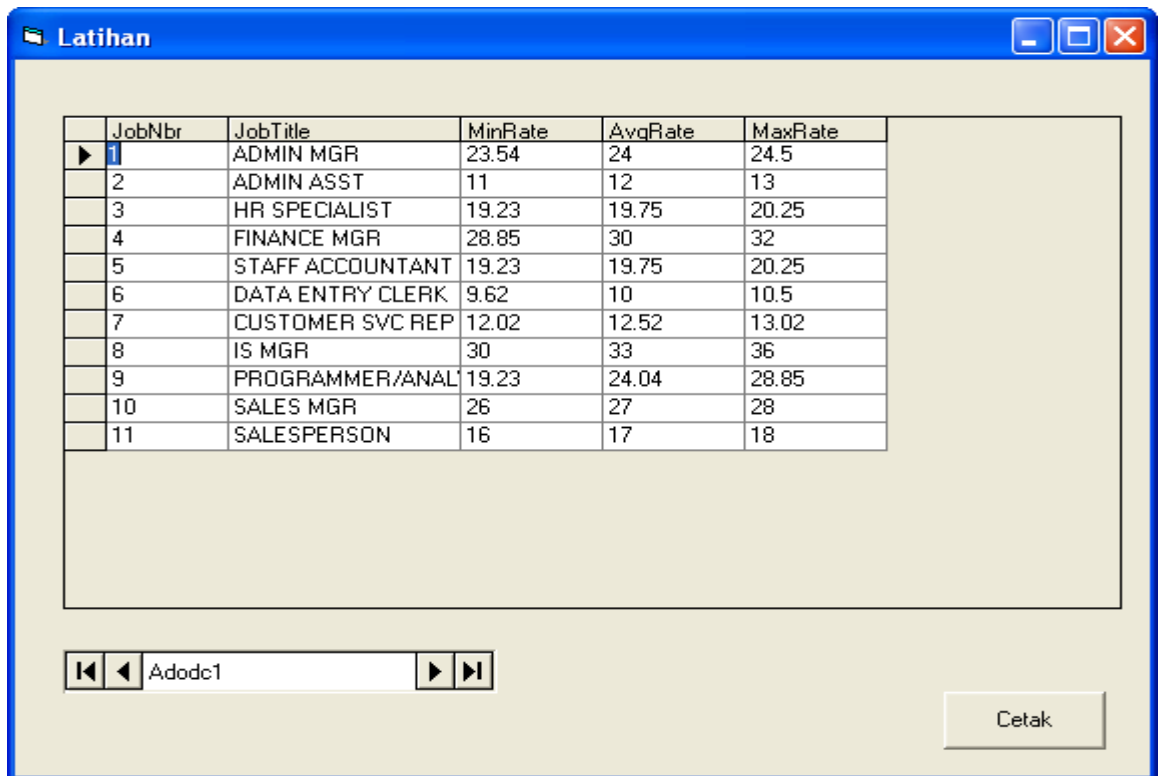 Latihan
JobNbr JobTitle MinRate AvgRate MaxRate
1 ADMIN MGR 23.54 24 24.5
2 ADMIN ASST 11 12 13
3 HR SPECIALIST 19.23 19.75 20.25
4 FINANCE MGR 28.85 30 32
5 STAFF ACCOUNTANT 19.23 19.75 20.25
6 DATA ENTRY CLERK 9.62 10 10.5
7 CUSTOMER SVC REP 12.02 12.52 13.02
8 IS MGR 30 33 36
9 PROGRAMMER/ANAL 19.23 24.04 28.85
10 SALES MGR 26 27 28
11 SALESPERSON 16 17 18
Adodc1
Cetak